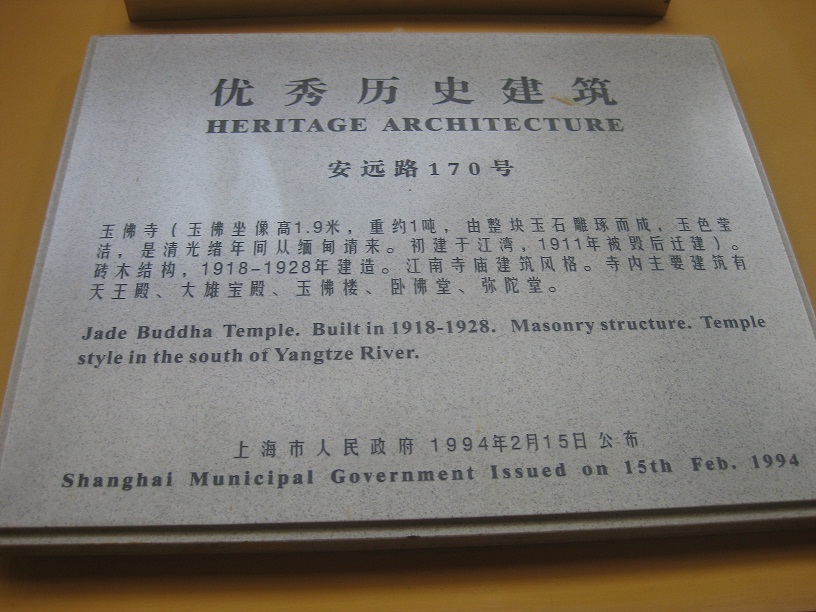 优秀历史建筑
HERITAGE ARCHITECTURE
安远路170号
玉佛寺（玉佛坐像高1.9米，重约1吨，由整块玉石雕琢而成，玉色莹
洁，是清光绪年间从缅甸请来。初建于江湾，1911年被毁后迁建）。
砖木结构，1918-1928年建造。江南寺庙建筑风格。寺内主要建筑有
天王殿、大雄宝殿、玉佛楼、卧佛堂、弥陀堂。
Jade Buddha Temple. Built in 1918-1928. Masonry structure. Temple
style in the south of Yangtze River.
上海市人民政府 1994年2月15日公布
Shanghai Municipal Government Issued on 15th Feb. 1994